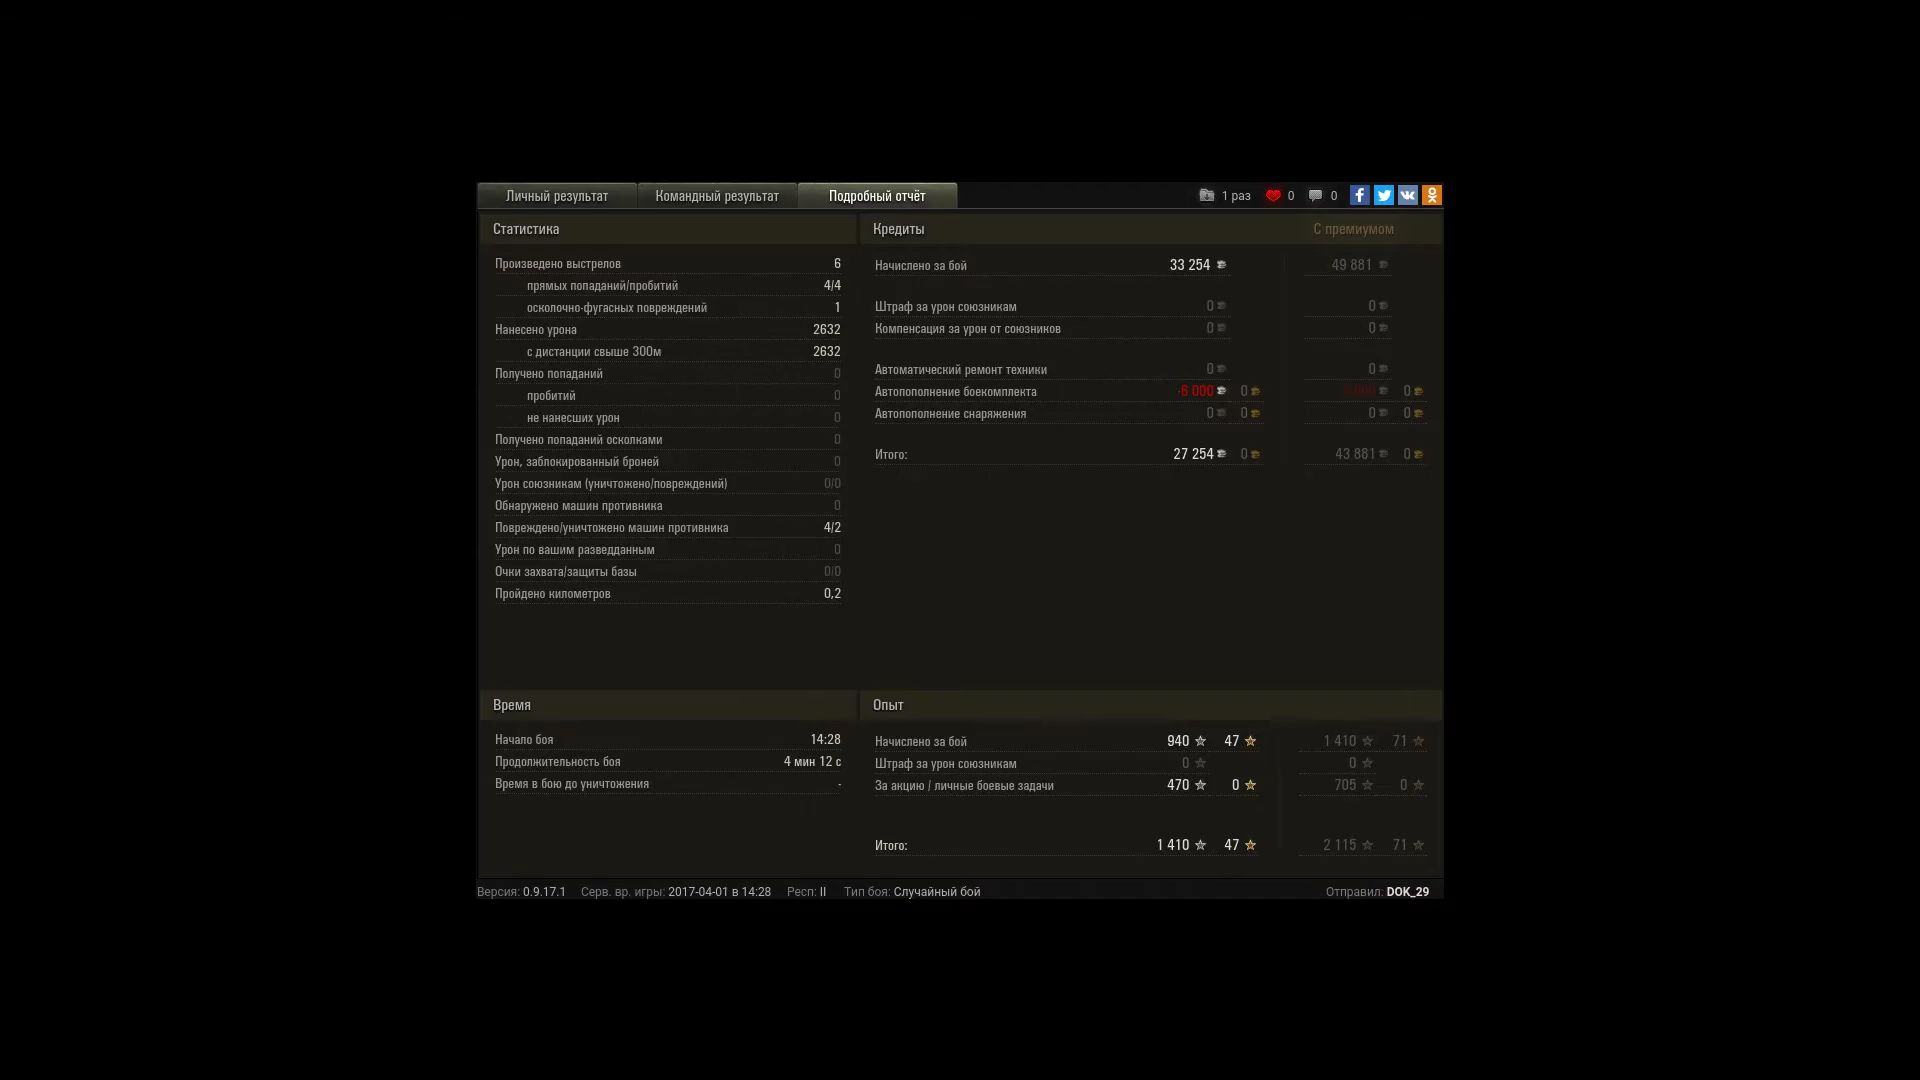 Личный результат Командный результат Подробный отчёт 1 раз 0 0
Статистика
Произведено выстрелов 6
прямых попаданий/пробитий 4/4
осколочно-фугасных повреждений 1
Нанесено урона 2632
с дистанции свыше 300м 2632
Получено попаданий 0
пробитий 0
не нанесших урон 0
Получено попаданий осколками 0
Урон, заблокированный броней 0
Урон союзникам (уничтожено/повреждений) 0/0
Обнаружено машин противника 0
Повреждено/уничтожено машин противника 4/2
Урон по вашим разведданным 0
Очки захвата/защиты базы 0/0
Пройдено километров 0,2
Кредиты С премиумом
Начислено за бой 33 254 49 881
Штраф за урон союзникам 0 0
Компенсация за урон от союзников 0 0
Автоматический ремонт техники 0 0
Автопополнение боекомплекта -6 000 0 0
Автопополнение снаряжения 0 0 0 0
Итого: 27 254 0 43 881 0
Время
Начало боя 14:28
Продолжительность боя 4 мин 12 с
Время в бою до уничтожения -
Опыт
Начислено за бой 940 47 1 410 71
Штраф за урон союзникам 0 0
За акцию / личные боевые задачи 470 0 705 0
Итого: 1 410 47 2 115 71
Версия: 0.9.17.1 Серв. вр. игры: 2017-04-01 в 14:28 Респ: II Тип боя: Случайный бой Отправил: DOK_29